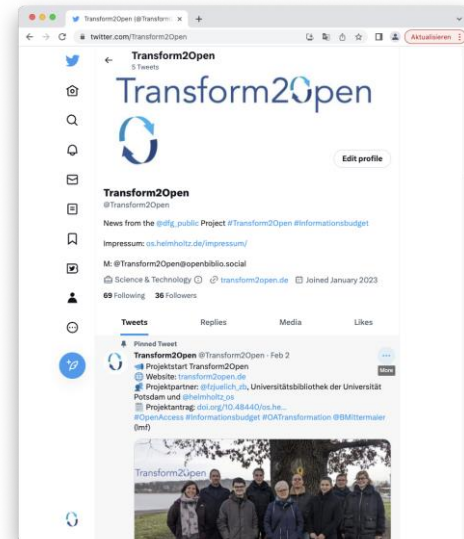 Transform2Open (@Transform
twitter.com/Transform2Open
Aktualisieren
Transform2Open
5 Tweets
Transform2Open
Edit profile
Transform2Open
@Transform2Open
News from the @dfg_public Project #Transform2Open #Informationsbudget
Impressum: os.helmholtz.de/impressum/
M: @Transform2Open@openbiblio.social
Science & Technology transform2open.de Joined January 2023
69 Following 36 Followers
Tweets Replies Media Likes
Pinned Tweet
Transform2Open @Transform2Open · Feb 2
Projektstart Transform2Open
More
Website: transform2open.de
Projektpartner: @fzjuelich_zb, Universitätsbibliothek der Universität
Potsdam und @helmholtz_os
Projektantrag: doi.org/10.48440/os.he...
#OpenAccess #Informationsbudget #OATransformation @BMittermaier
(lmf)
Transform2Open